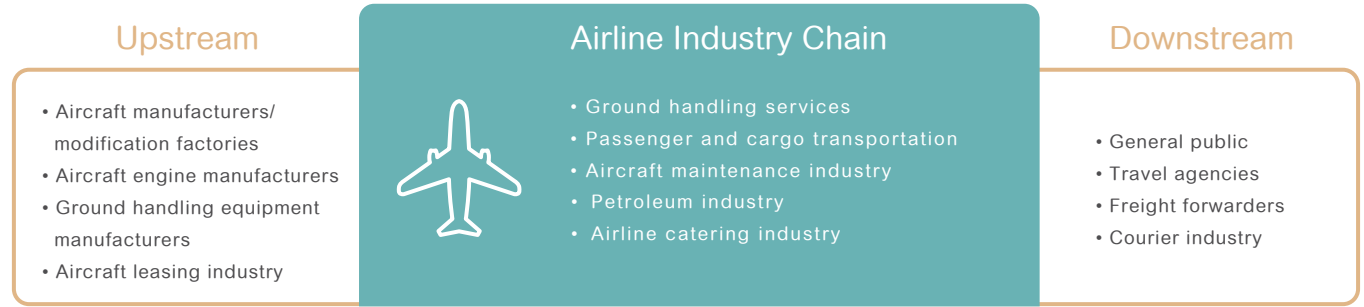 Upstream
• Aircraft manufacturers/
modification factories
• Aircraft engine manufacturers
• Ground handling equipment
manufacturers
• Aircraft leasing industry
Airline Industry Chain
• Ground handling services
• Passenger and cargo transportation
• Aircraft maintenance industry
• Petroleum industry
• Airline catering industry
Downstream
• General public
• Travel agencies
• Freight forwarders
• Courier industry